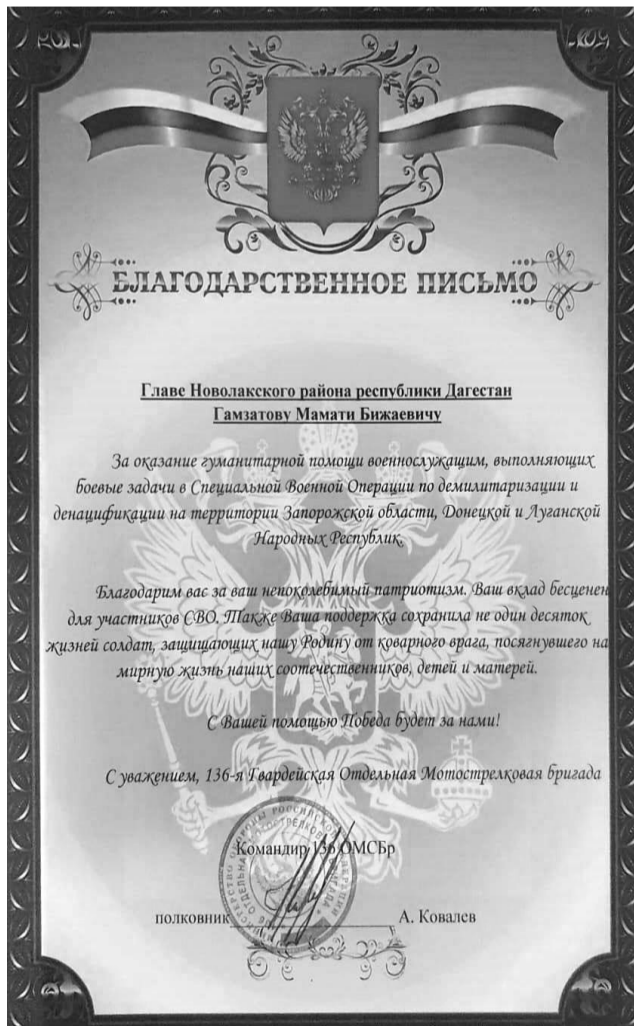 БЛАГОДАРСТВЕННОЕ ПИСЬМО
Главе Новолакского района республики Дагестан
Гамзатову Мамати Бижаевичу
За оказание гуманитарной помощи военнослужащим, выполняющих
боевые задачи в Специальной Военной Операции по демилитаризации и
денацификации на территории Запорожской области, Донецкой и Луганской
Народных Республик.
Благодарим вас за ваш непоколебимый патриотизм. Ваш вклад бесценен
для участников СВО. Также Ваша поддержка сохранила не один десяток
жизней солдат, защищающих нашу Родину от коварного врага, посягнувшего на
мирную жизнь наших соотечественников, детей и матерей.
С Вашей помощью Победа будет за нами!
С уважением, 136-я Гвардейская Отдельная Мотострелковая бригада
Командир 136 ОМСБр
полковник А. Ковалев